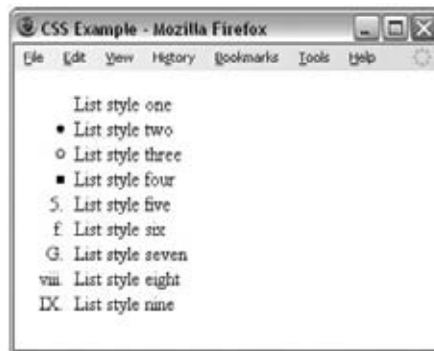 CSS Example - Mozilla Firefox
File Edit View History Bookmarks Tools Help
List style one
● List style two
○ List style three
■ List style four
5. List style five
f. List style six
G. List style seven
viii. List style eight
IX. List style nine